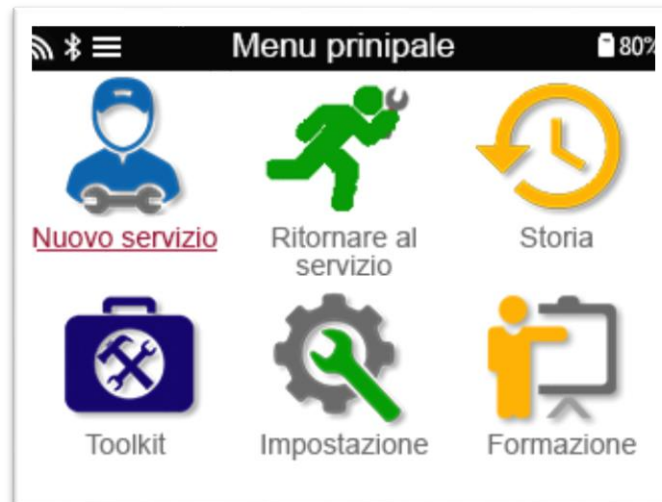 Menu prinipale
80%
Nuovo servizio
Ritornare al
servizio
Storia
Toolkit
Impostazione
Formazione